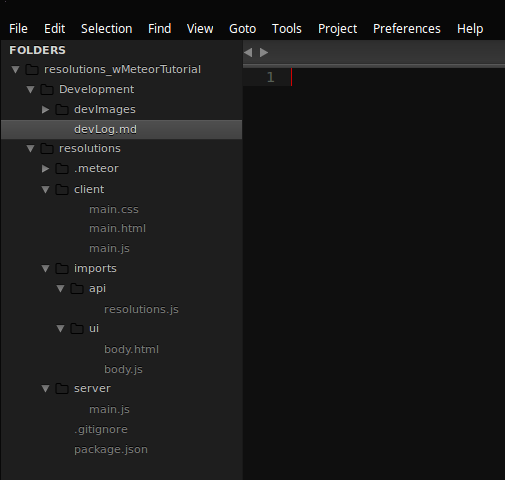 File Edit Selection Find View Goto Tools Project Preferences Help
FOLDERS
resolutions_wMeteorTutorial
Development
devImages
devLog.md
resolutions
.meteor
client
main.css
main.html
main.js
imports
api
resolutions.js
ui
body.html
body.js
server
main.js
.gitignore
package.json
1